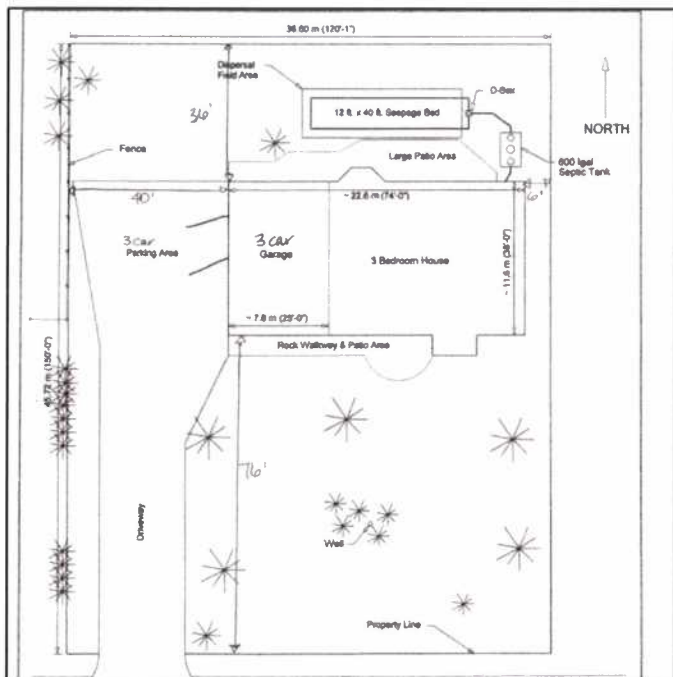 36.60 m (120'-1")
Dispersal
Field Area
D-Box
12 ft. x 40 ft. Seepage Bed
36'
NORTH
Fence
Large Patio Area
600 Igal
Septic Tank
40'
~ 22.6 m (74'-0")
6'
3 car
Parking Area
3 car
Garage
3 Bedroom House
~ 11.6 m (38'-0")
~ 7.6 m (25'-0")
Rock Walkway & Patio Area
45.72 m (150'-0")
76'
Driveway
Well
Property Line